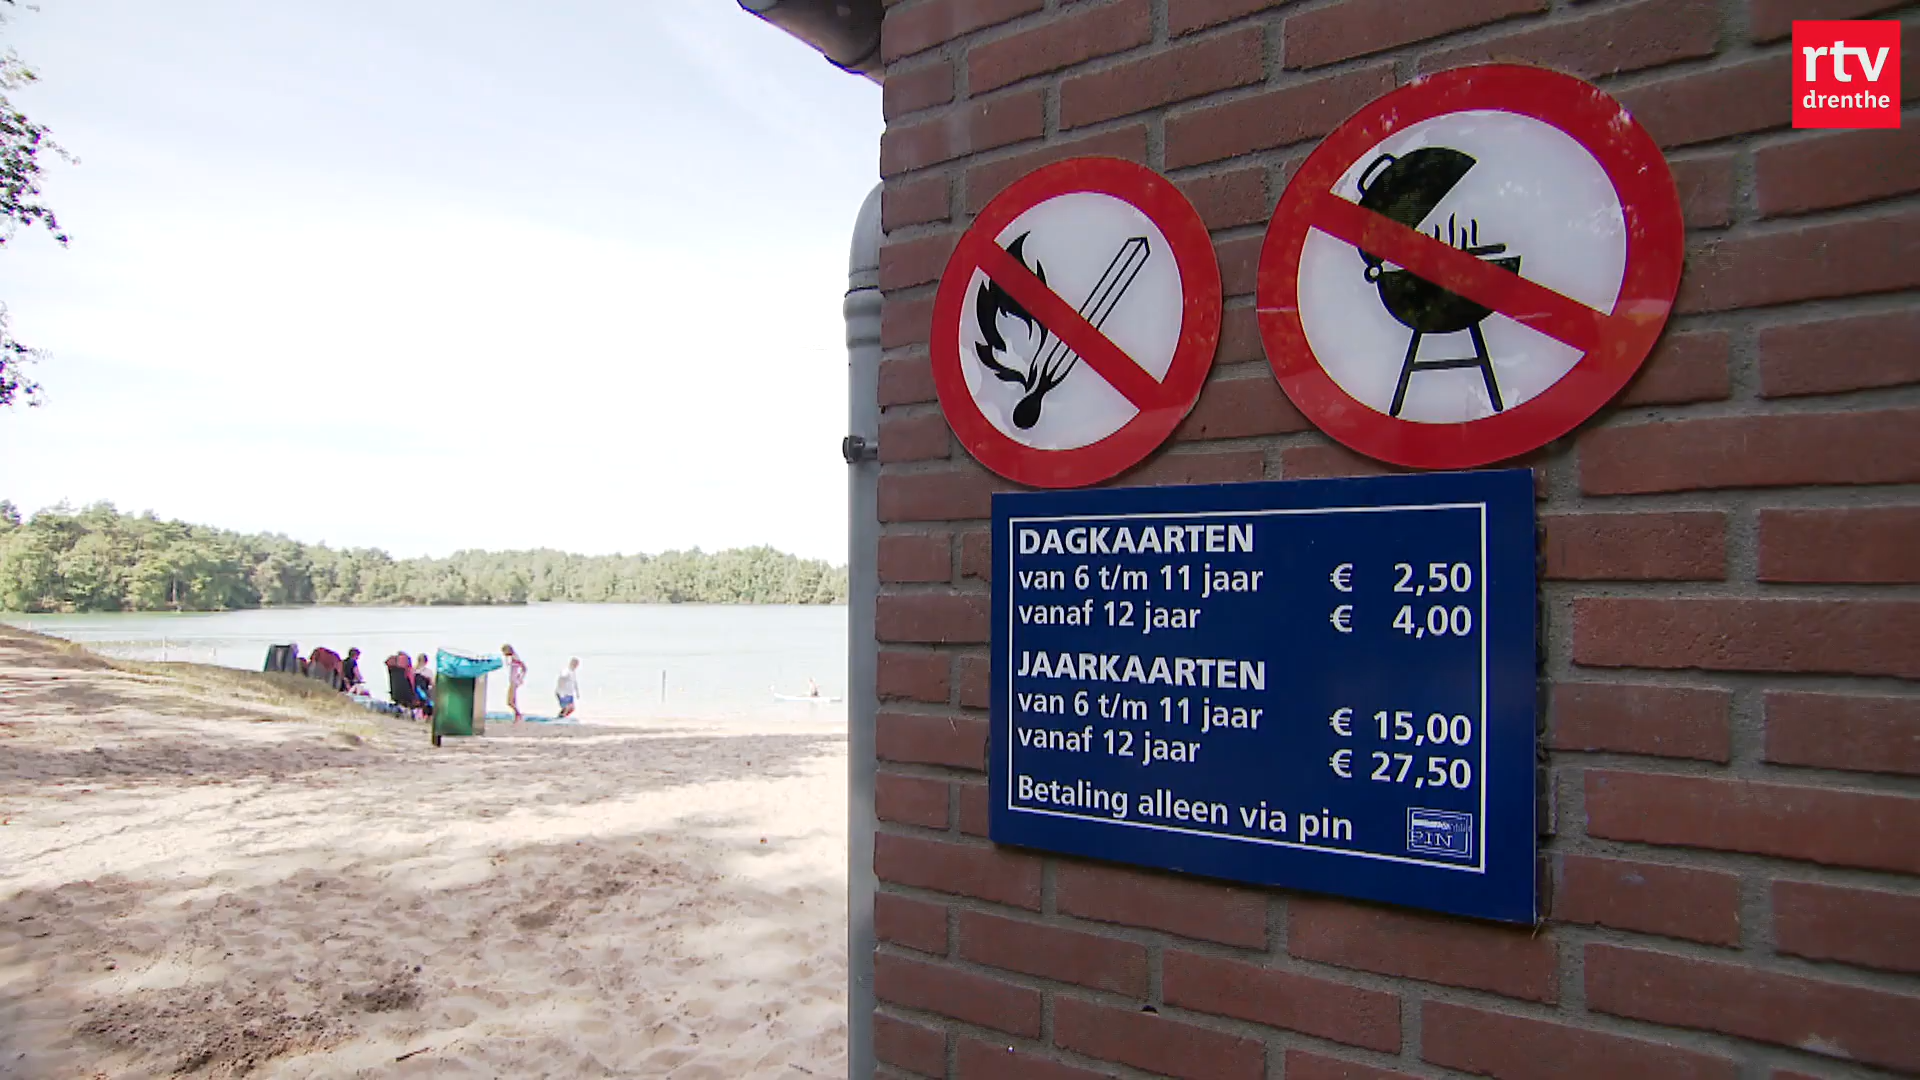 rtv
drenthe
DAGKAARTEN
van 6 t/m 11 jaar € 2,50
vanaf 12 jaar € 4,00
JAARKAARTEN
van 6 t/m 11 jaar € 15,00
vanaf 12 jaar € 27,50
Betaling alleen via pin
PIN